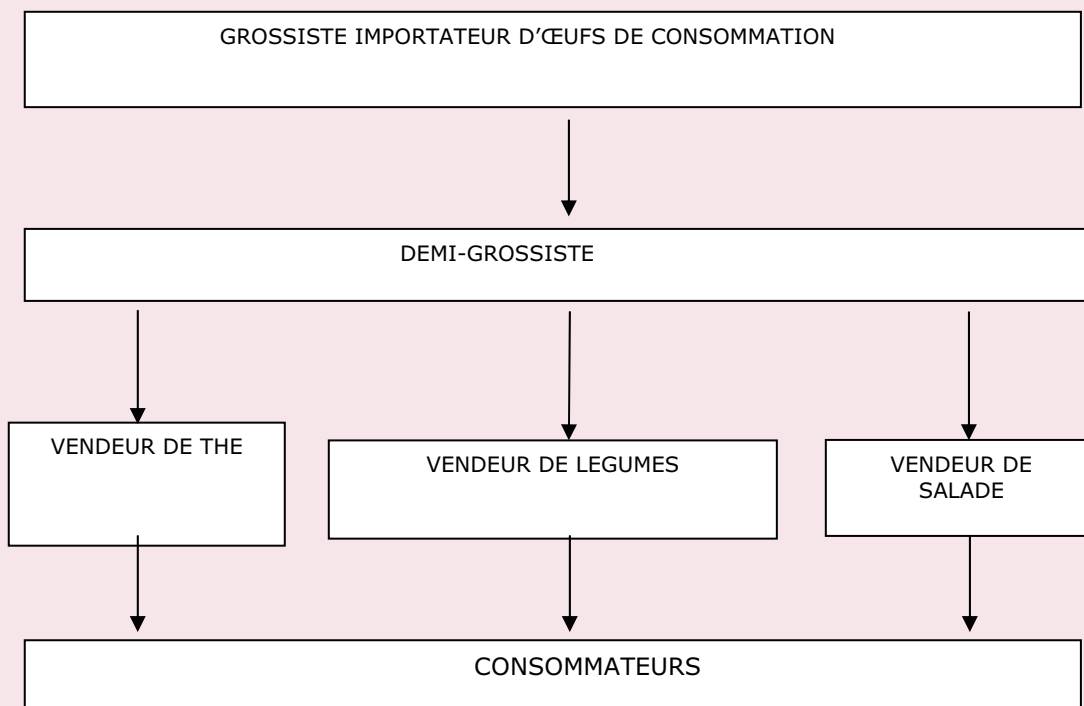 GROSSISTE IMPORTATEUR D’ŒUFS DE CONSOMMATION
DEMI-GROSSISTE
VENDEUR DE THE
VENDEUR DE LEGUMES
VENDEUR DE
SALADE
CONSOMMATEURS